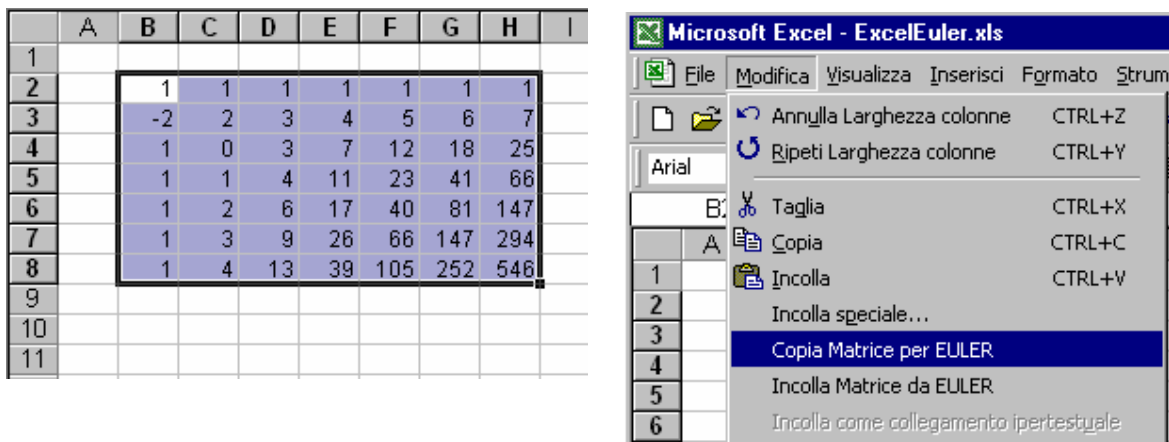 A B C D E F G H I
1
2 1 1 1 1 1 1 1
3 -2 2 3 4 5 6 7
4 1 0 3 7 12 18 25
5 1 1 4 11 23 41 66
6 1 2 6 17 40 81 147
7 1 3 9 26 66 147 294
8 1 4 13 39 105 252 546
9
10
11
Microsoft Excel - ExcelEuler.xls
File Modifica Visualizza Inserisci Formato Strum
Annulla Larghezza colonne CTRL+Z
Ripeti Larghezza colonne CTRL+Y
Arial
Taglia CTRL+X
A Copia CTRL+C
1 Incolla CTRL+V
2 Incolla speciale...
3 Copia Matrice per EULER
4
5 Incolla Matrice da EULER
6 Incolla come collegamento ipertestuale